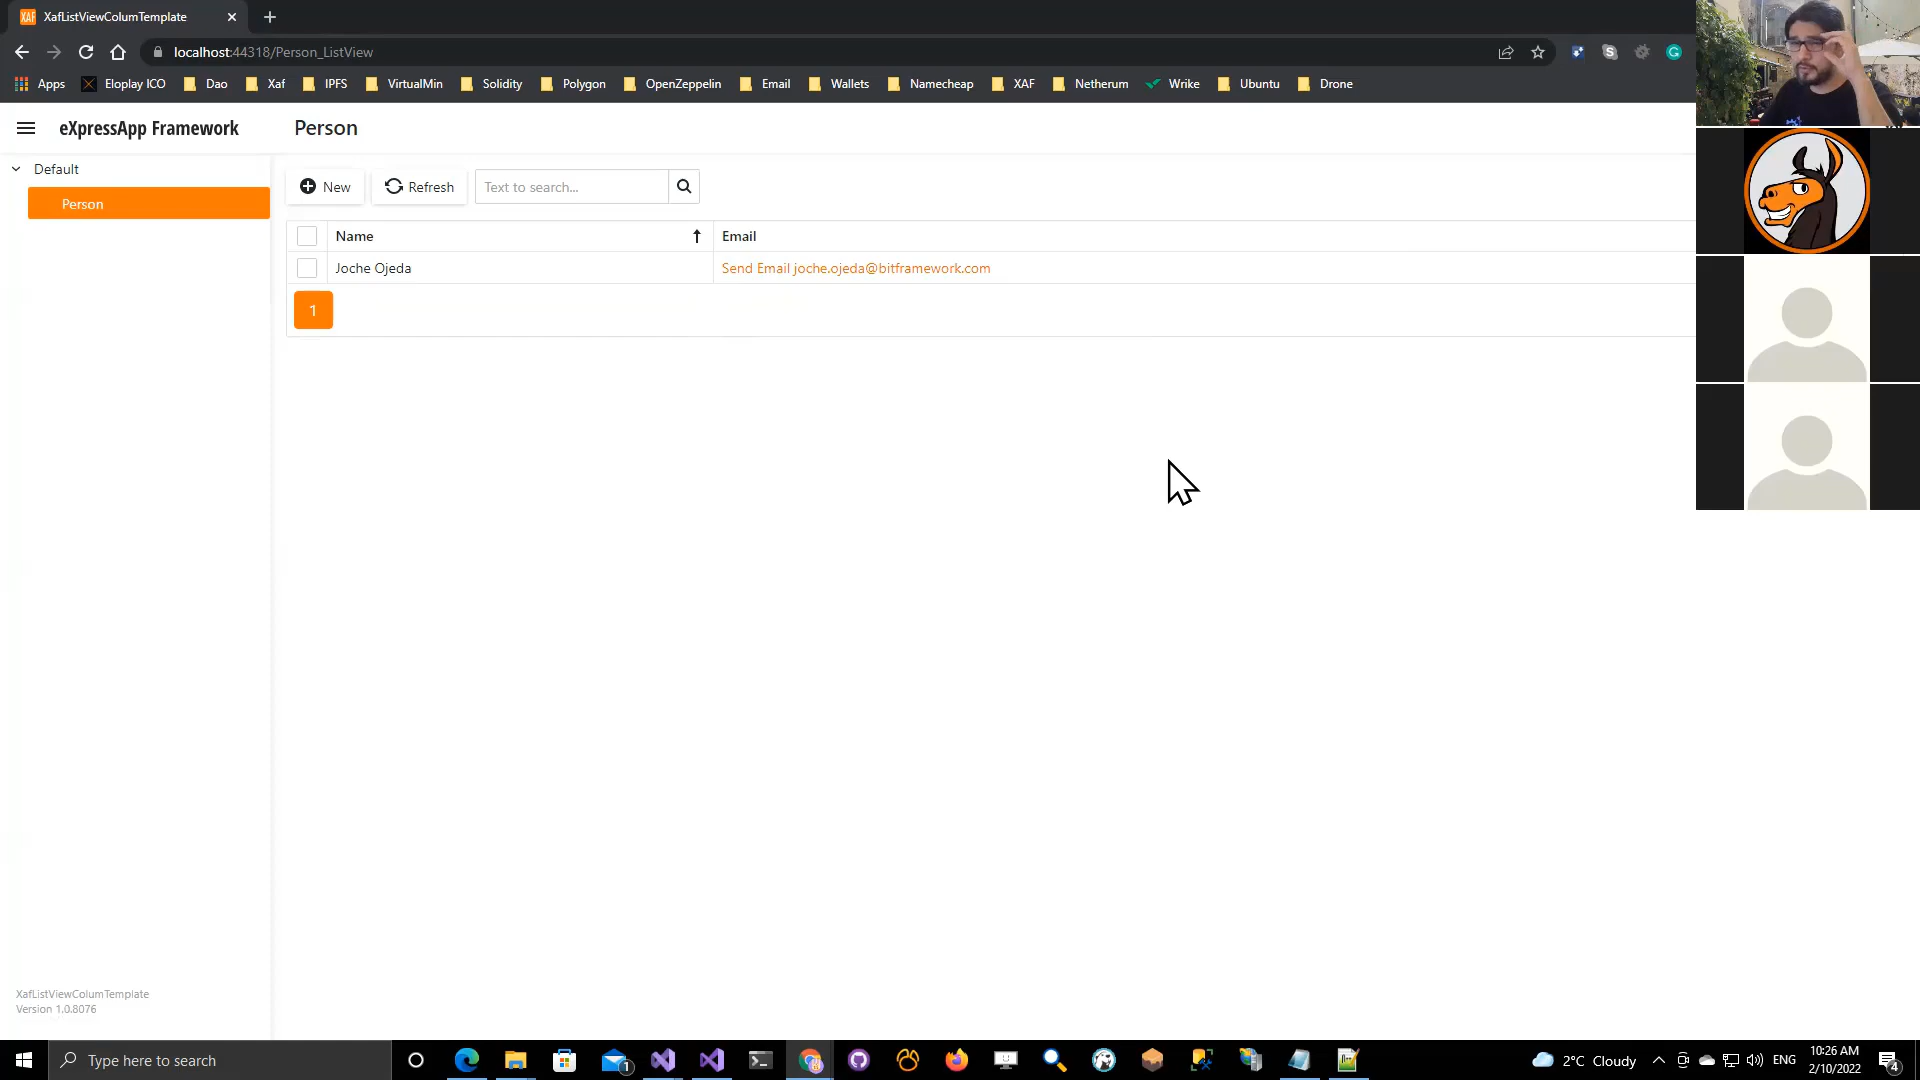 XAF XafListViewColumTemplate
localhost:44318/Person_ListView
Apps Eloplay ICO Dao Xaf IPFS VirtualMin Solidity Polygon OpenZeppelin Email Wallets Namecheap XAF Netherum Wrike Ubuntu Drone
eXpressApp Framework Person
Default
Person
New Refresh Text to search...
Name Email
Joche Ojeda Send Email joche.ojeda@bitframework.com
1
XafListViewColumTemplate
Version 1.0.8076
Type here to search
1
2°C Cloudy
ENG
10:26 AM
2/10/2022
4